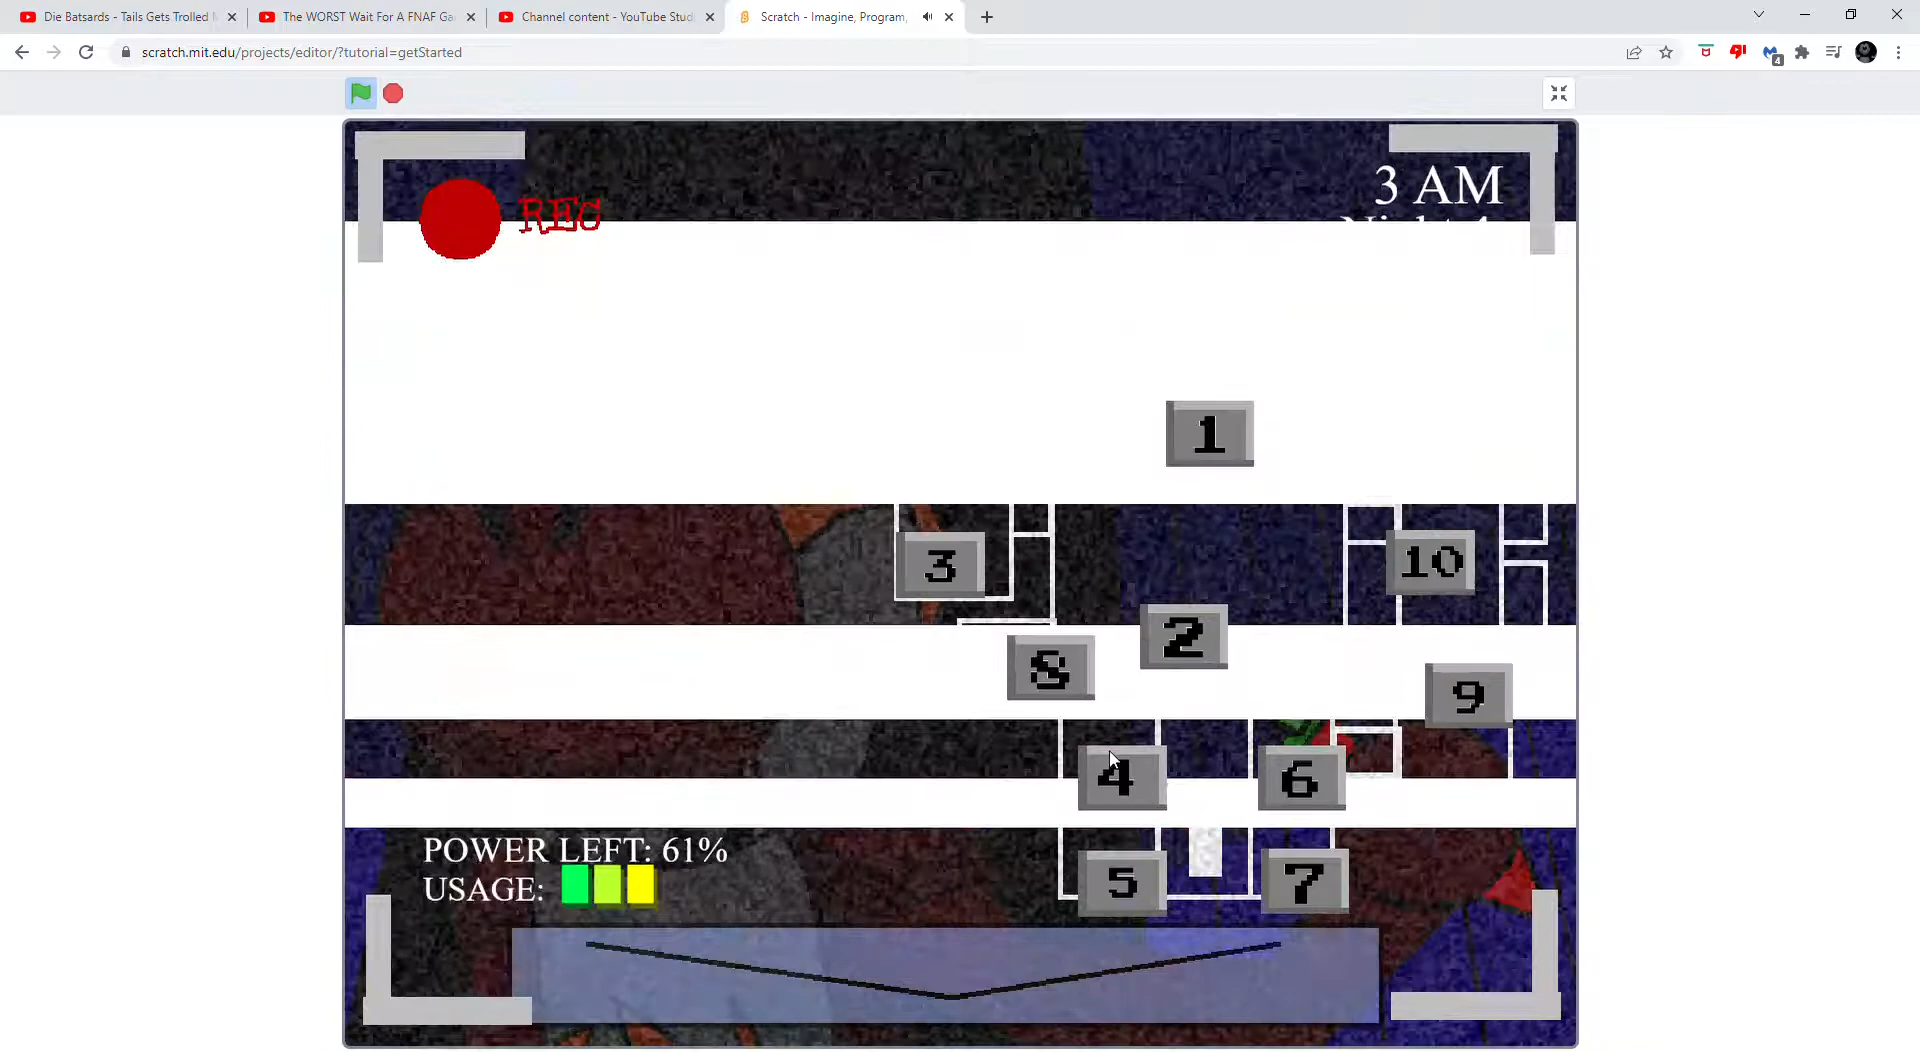 Die Batsards - Tails Gets Trolled
The WORST Wait For A FNAF Ga
Channel content - YouTube Stud
Scratch - Imagine, Program,
scratch.mit.edu/projects/editor/?tutorial=getStarted
4
3 AM
REC
1
3
10
2
8
9
4
6
POWER LEFT: 61%
USAGE:
5
7